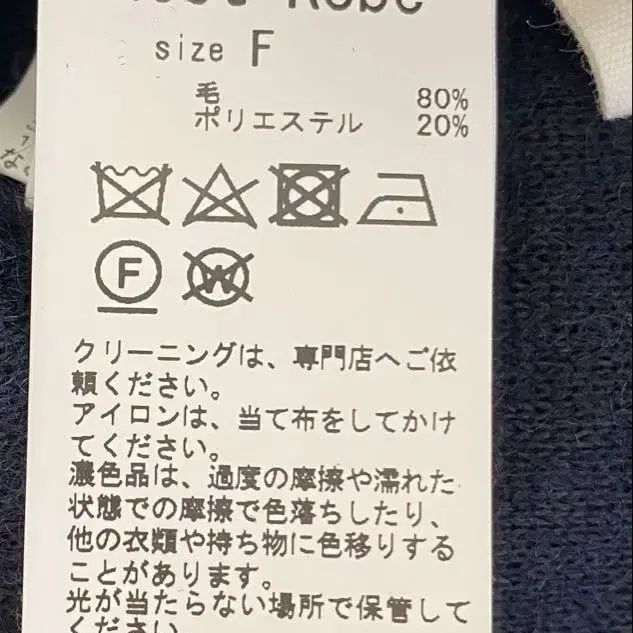 size F
毛 80%
ポリエステル 20%
F
W
クリーニングは、専門店へご依
頼ください。
アイロンは、当て布をしてかけ
てください。
濃色品は、過度の摩擦や濡れた
状態での摩擦で色落ちしたり、
他の衣類や持ち物に色移りする
ことがあります。
光が当たらない場所で保管して
ください